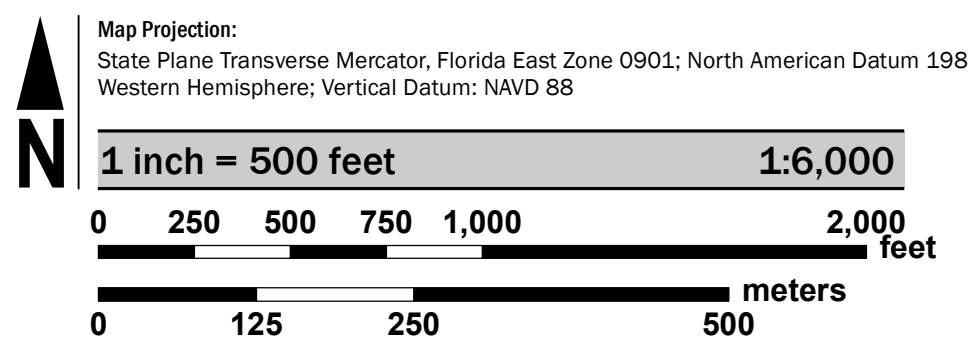 Map Projection:
State Plane Transverse Mercator, Florida East Zone 0901; North American Datum 198
Western Hemisphere; Vertical Datum: NAVD 88
N
1 inch = 500 feet 1:6,000
0 250 500 750 1,000 2,000
feet
meters
0 125 250 500